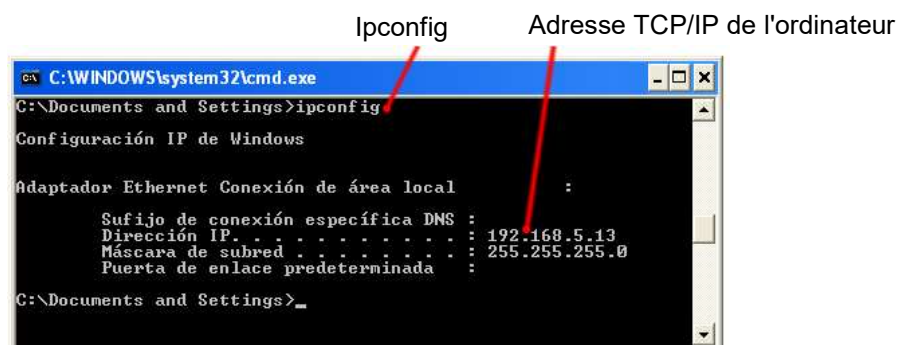 Ipconfig
Adresse TCP/IP de l'ordinateur
C:\WINDOWS\system32\cmd.exe
C:\Documents and Settings>ipconfig
Configuración IP de Windows
Adaptador Ethernet Conexión de área local :
Sufijo de conexión específica DNS :
Dirección IP. . . . . . . . . . . : 192.168.5.13
Máscara de subred . . . . . . . . : 255.255.255.0
Puerta de enlace predeterminada :
C:\Documents and Settings>_